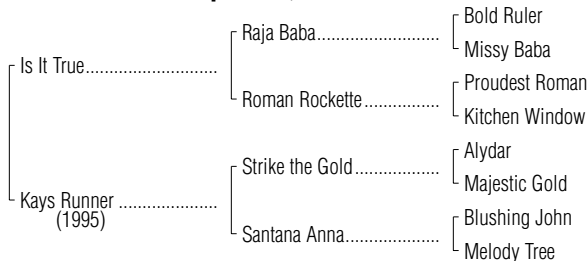 Bold Ruler
Raja Baba
Missy Baba
Is It True
Proudest Roman
Roman Rockette
Kitchen Window
Alydar
Strike the Gold
Majestic Gold
Kays Runner
(1995)
Blushing John
Santana Anna
Melody Tree